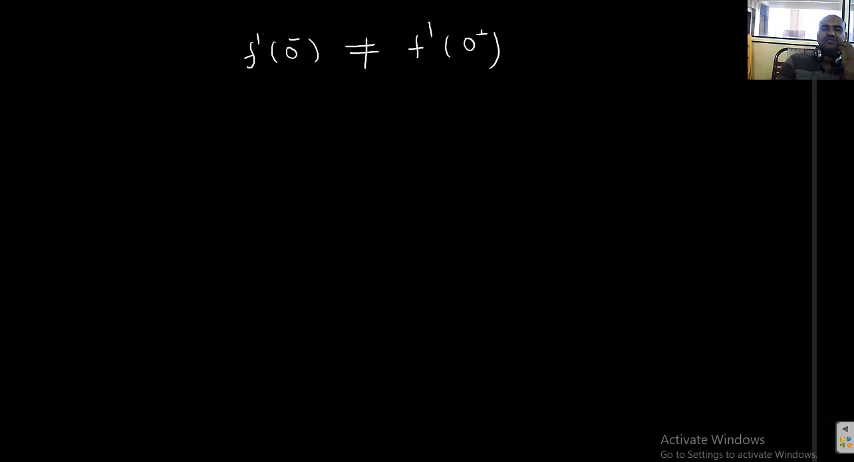 f'(0⁻) ≠ f'(0⁺)
Activate Windows
Go to Settings to activate Windows.